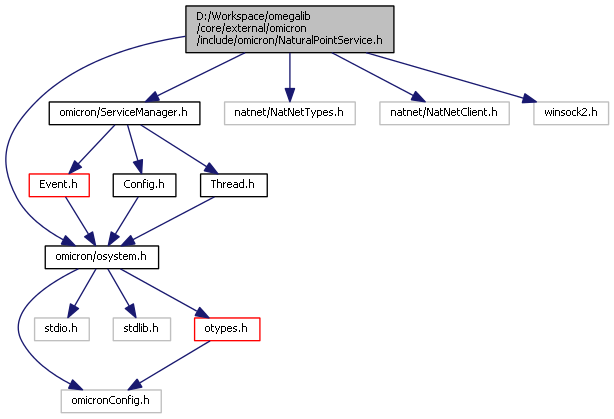 D:/Workspace/omegalib
/core/external/omicron
/include/omicron/NaturalPointService.h
omicron/ServiceManager.h
natnet/NatNetTypes.h
natnet/NatNetClient.h
winsock2.h
Event.h
Config.h
Thread.h
omicron/osystem.h
stdio.h
stdlib.h
otypes.h
omicronConfig.h